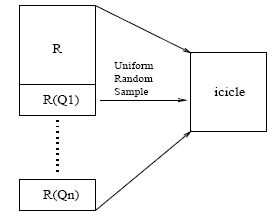 R
R(Q1)
Uniform
Random
Sample
icicle
R(Qn)